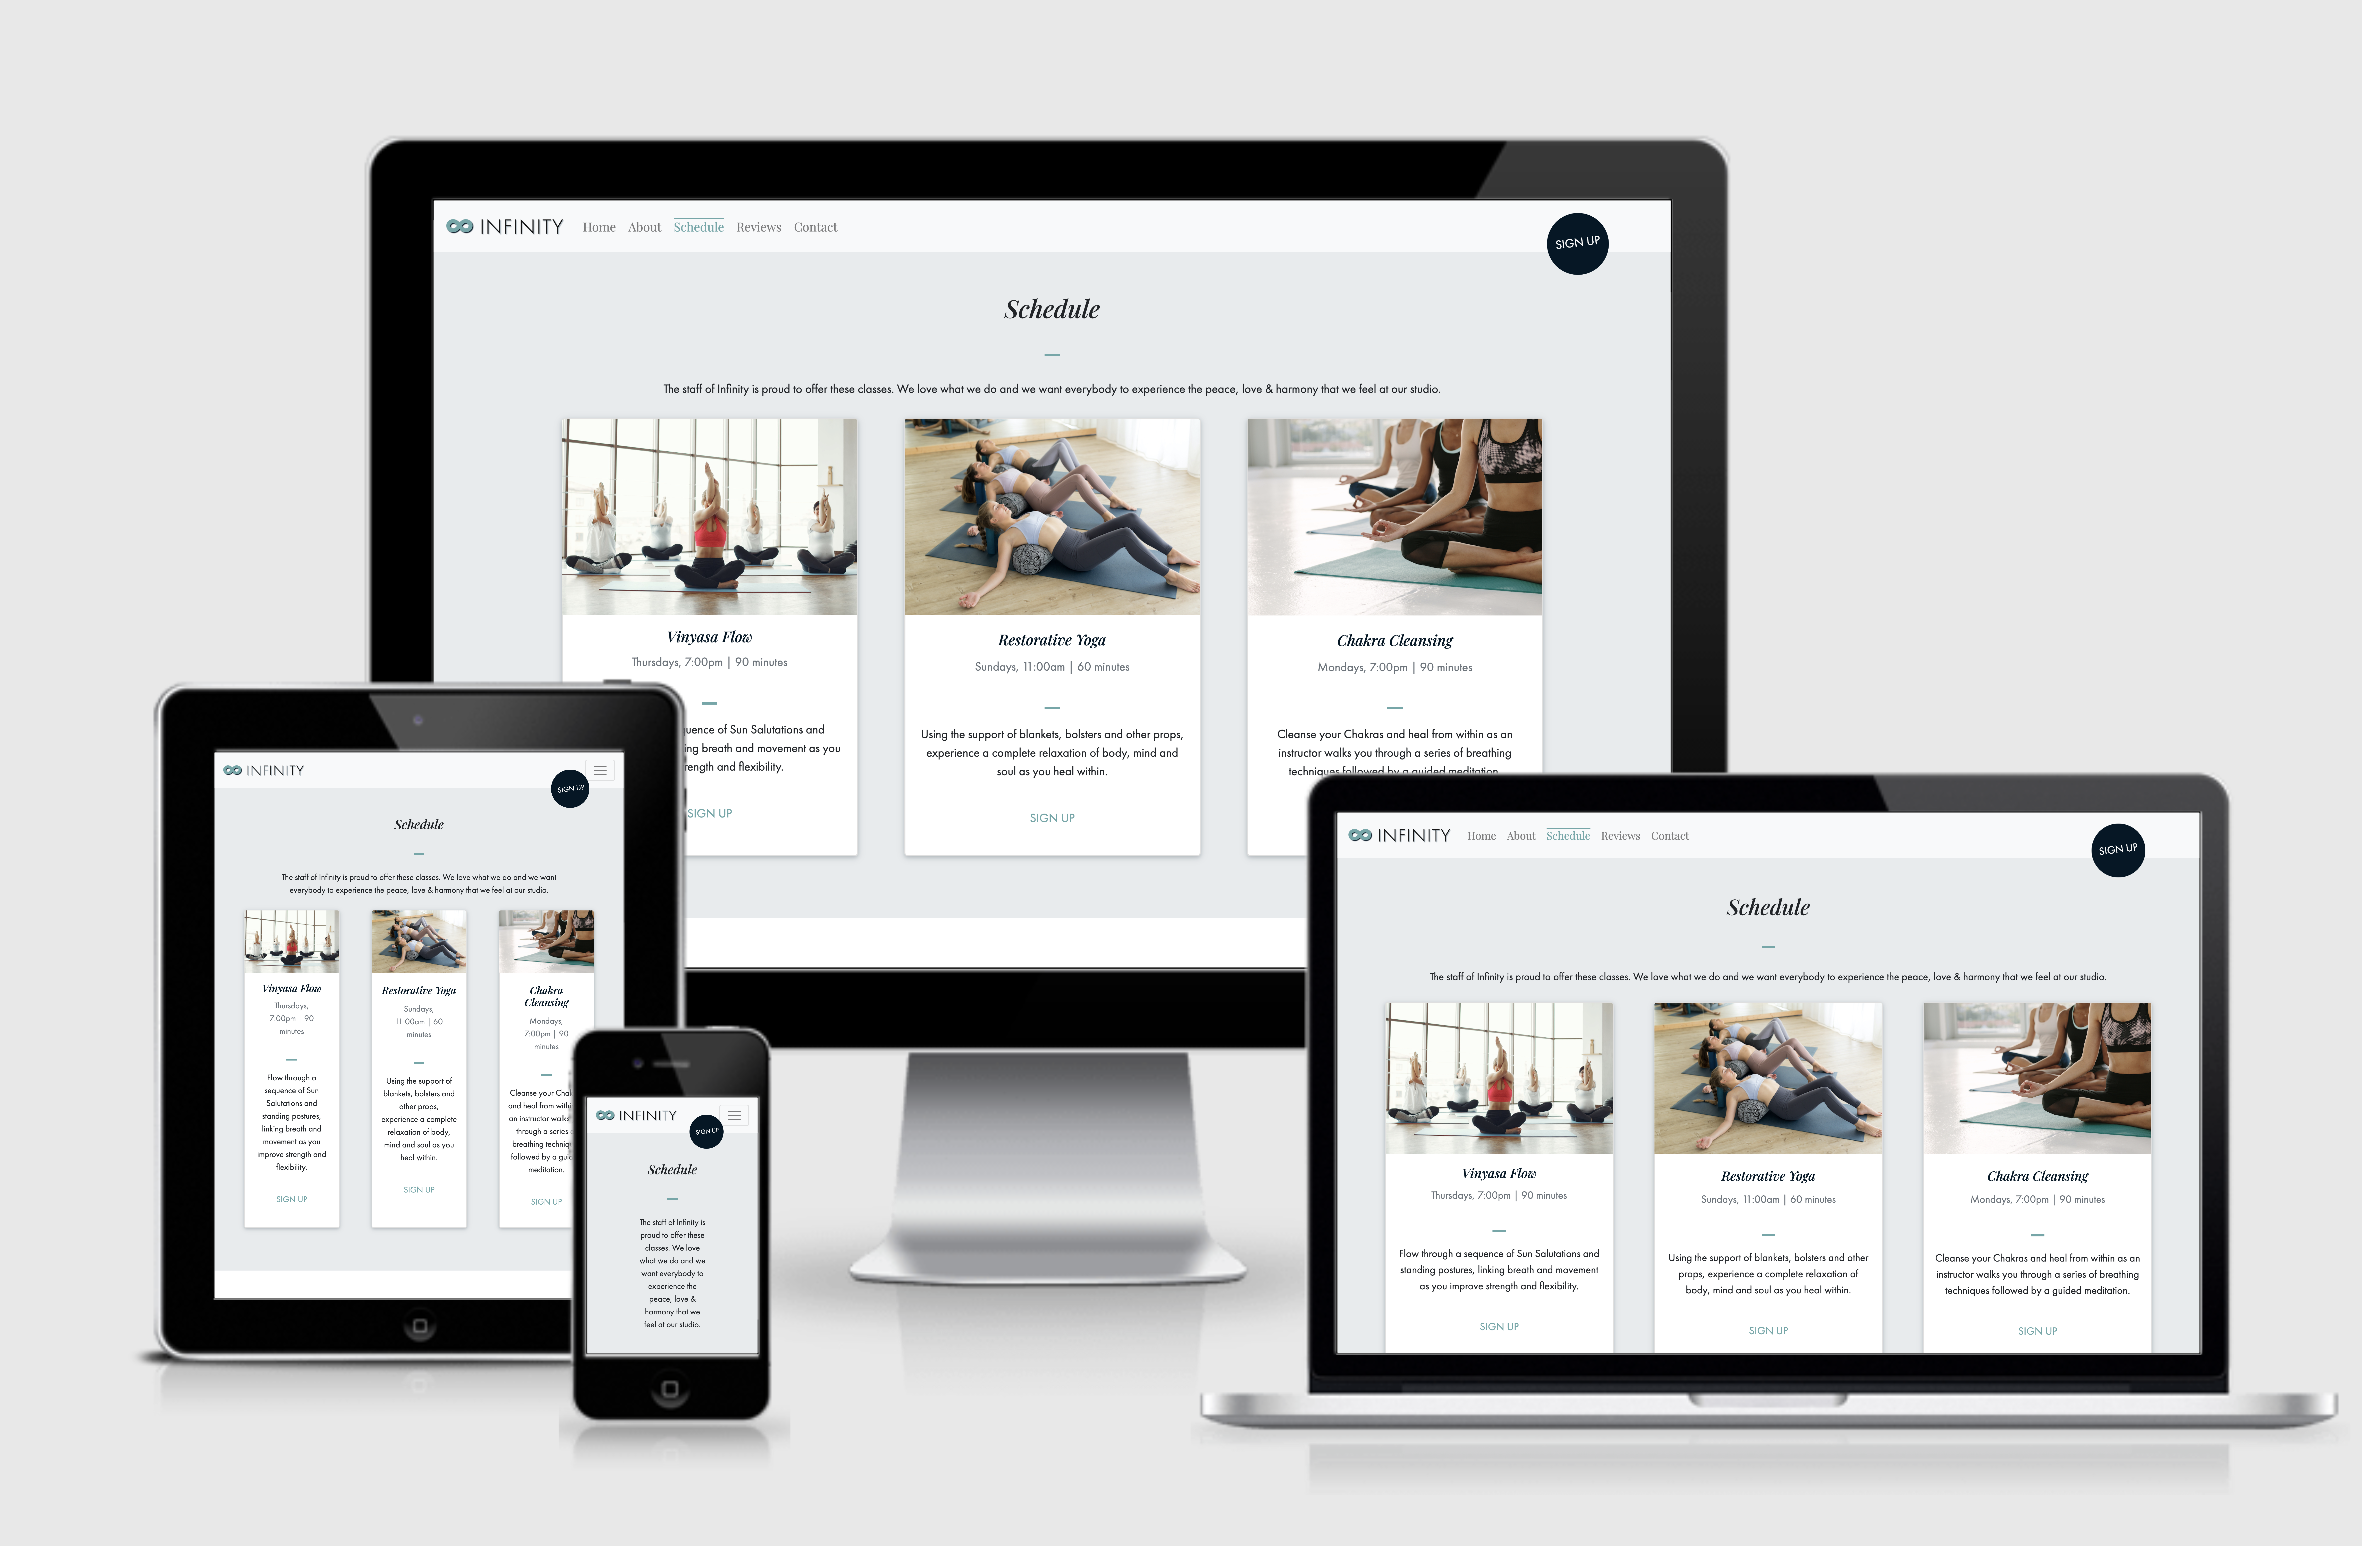 INFINITY Home About Schedule Reviews Contact
SIGN UP
Schedule
The staff of Infinity is proud to offer these classes. We love what we do and we want everybody to experience the peace, love & harmony that we feel at our studio.
Vinyasa Flow
Thursdays, 7:00pm | 90 minutes
uence of Sun Salutations and
ing breath and movement as you
rength and flexibility.
SIGN UP
Restorative Yoga
Sundays, 11:00am | 60 minutes
Using the support of blankets, bolsters and other props,
experience a complete relaxation of body, mind and
soul as you heal within.
SIGN UP
Chakra Cleansing
Mondays, 7:00pm | 90 minutes
Cleanse your Chakras and heal from within as an
instructor walks you through a series of breathing
techniques followed by a guided meditation
INFINITY
SIGN UP
Schedule
The staff of Infinity is proud to offer these classes. We love what we do and we want
everybody to experience the peace, love & harmony that we feel at our studio.
Vinyasa Flow
Thursdays,
7:00pm | 90
minutes
Flow through a
sequence of Sun
Salutations and
standing postures,
linking breath and
movement as you
improve strength and
flexibility.
SIGN UP
Restorative Yoga
Sundays,
11:00am | 60
minutes
Using the support of
blankets, bolsters and
other props,
experience a complete
relaxation of body,
mind and soul as you
heal within.
SIGN UP
Chakra
Cleansing
Mondays,
7:00pm | 90
minutes
Cleanse your Chak
and heal from withi
an instructor walks
through a series
breathing techniqu
followed by a guid
meditation.
SIGN UP
INFINITY
SIGN UP
Schedule
The staff of Infinity is
proud to offer these
classes. We love
what we do and we
want everybody to
experience the
peace, love &
harmony that we
feel at our studio.
INFINITY Home About Schedule Reviews Contact
SIGN UP
Schedule
The staff of Infinity is proud to offer these classes. We love what we do and we want everybody to experience the peace, love & harmony that we feel at our studio.
Vinyasa Flow
Thursdays, 7:00pm | 90 minutes
Flow through a sequence of Sun Salutations and
standing postures, linking breath and movement
as you improve strength and flexibility.
SIGN UP
Restorative Yoga
Sundays, 11:00am | 60 minutes
Using the support of blankets, bolsters and other
props, experience a complete relaxation of
body, mind and soul as you heal within.
SIGN UP
Chakra Cleansing
Mondays, 7:00pm | 90 minutes
Cleanse your Chakras and heal from within as an
instructor walks you through a series of breathing
techniques followed by a guided meditation.
SIGN UP